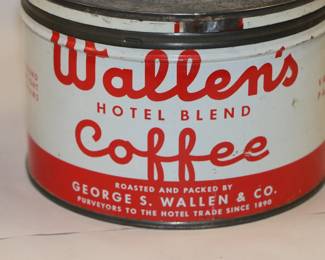 Wallen's
HOTEL BLEND
Coffee
ROASTED AND PACKED BY
GEORGE S. WALLEN & CO.
PURVEYORS TO THE HOTEL TRADE SINCE 1890